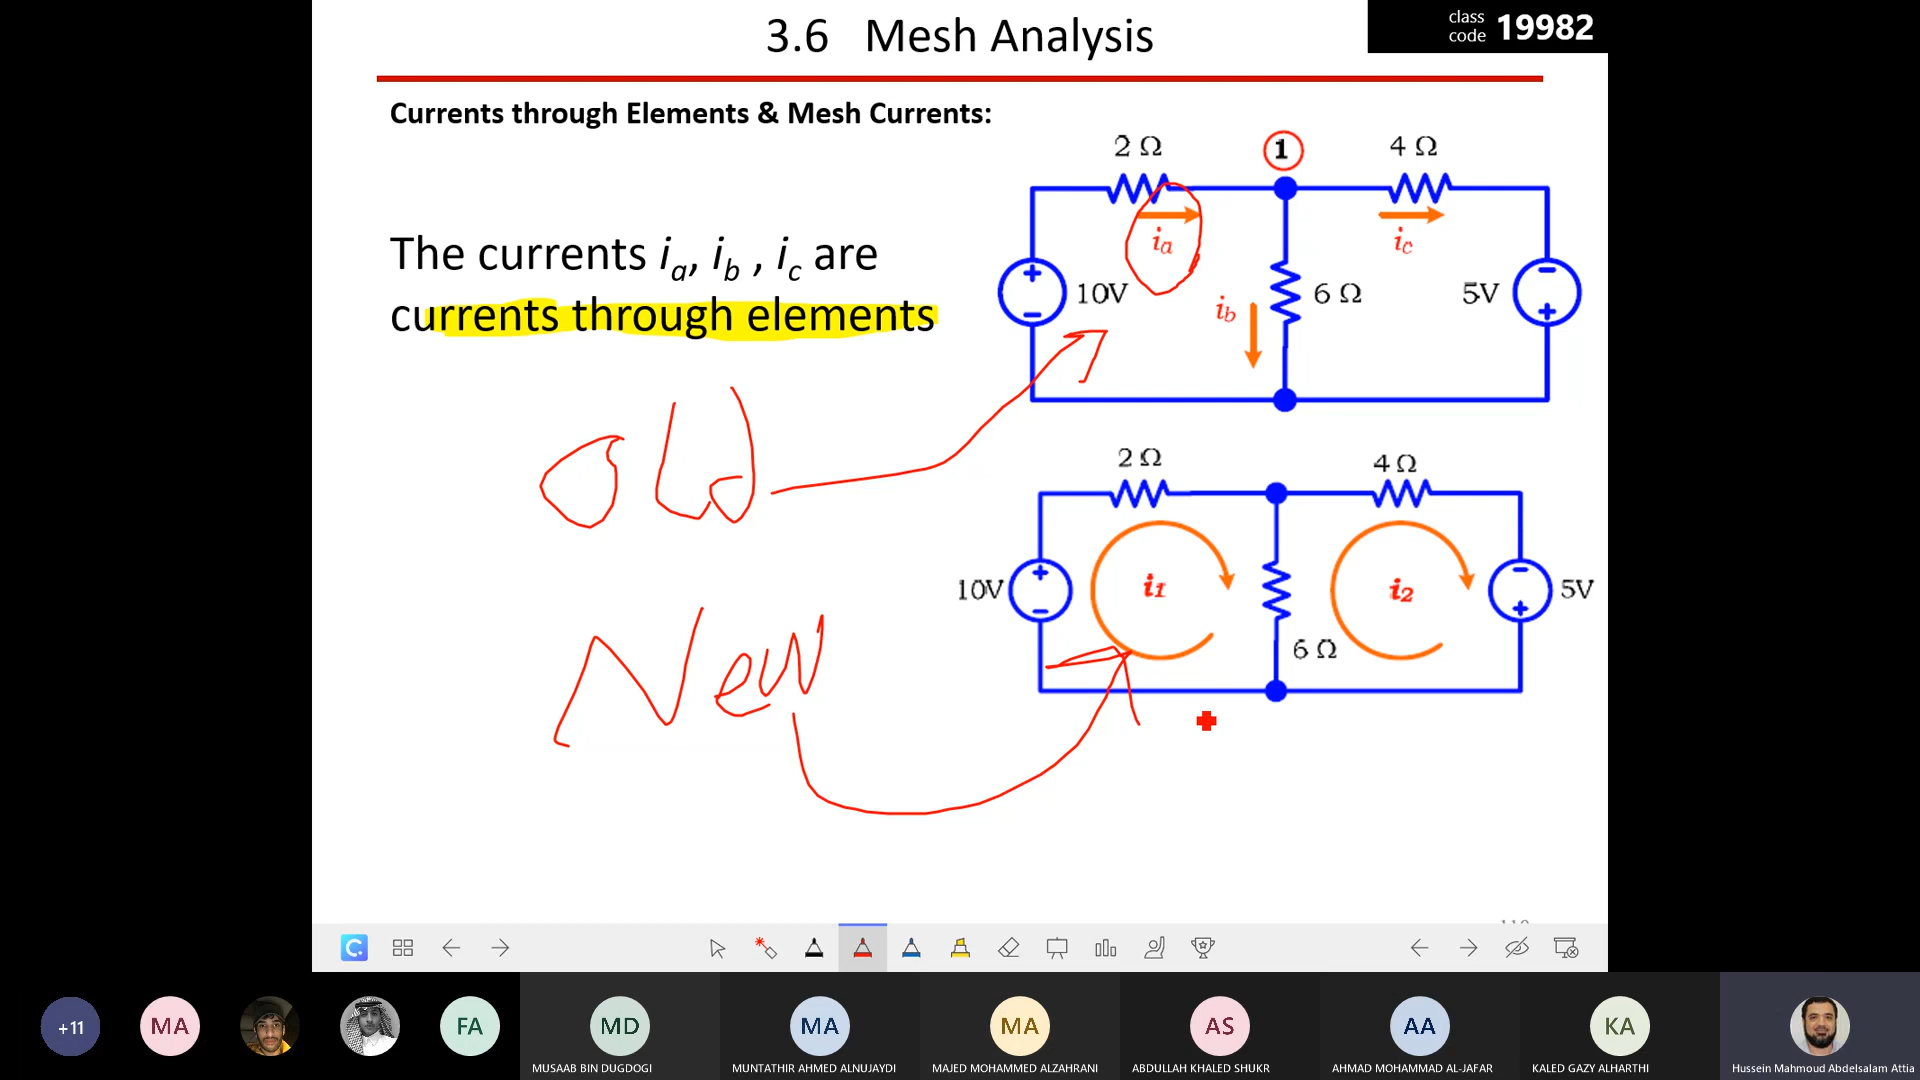 3.6 Mesh Analysis
class code 19982
Currents through Elements & Mesh Currents:
The currents ia, ib , ic are
currents through elements
2 Ω
1
4 Ω
ia
ic
10V
ib
6 Ω
5V
old
New
2 Ω
4 Ω
10V
i1
i2
5V
6 Ω
+11
MA
FA
MD
MA
MA
AS
AA
KA
MUSAAB BIN DUGDOGI
MUNTATHIR AHMED ALNUJAYDI
MAJED MOHAMMED ALZAHRANI
ABDULLAH KHALED SHUKR
AHMAD MOHAMMAD AL-JAFAR
KALED GAZY ALHARTHI
Hussein Mahmoud Abdelsalam Attia